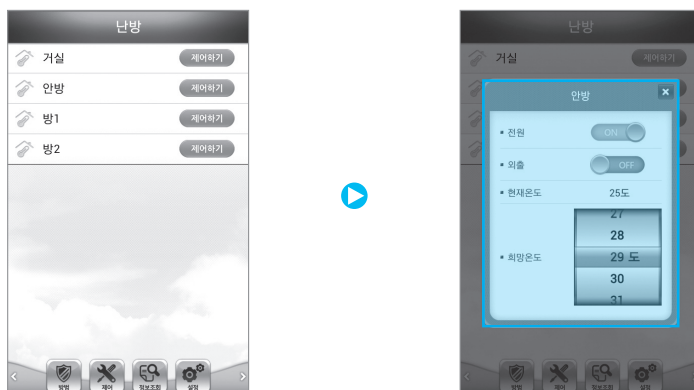 난방
거실 제어하기
안방 제어하기
방1 제어하기
방2 제어하기
방범 제어 정보조회 설정
난방
거실 제어하기
안방
전원 ON
외출 OFF
현재온도 25도
27
28
희망온도 29 도
30
31
방범 제어 정보조회 설정